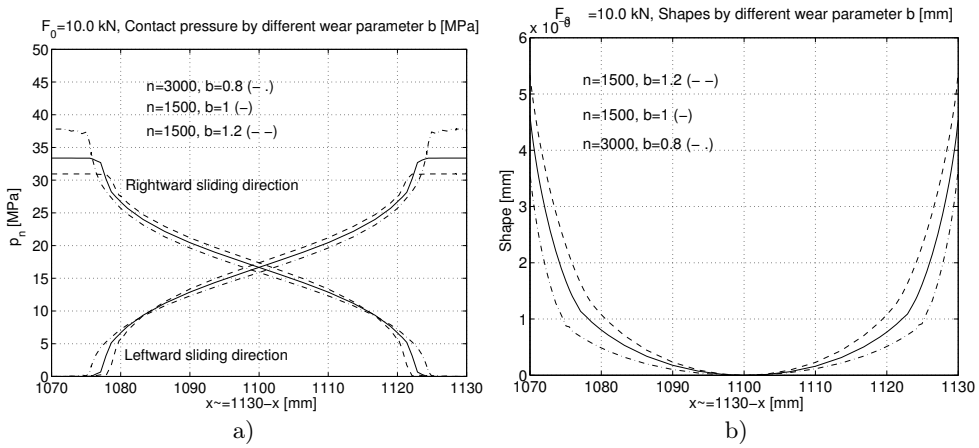 F0=10.0 kN, Contact pressure by different wear parameter b [MPa]
50
45
40
35
30
25
20
15
10
5
0
p_n [MPa]
n=3000, b=0.8 (− .)
n=1500, b=1 (−)
n=1500, b=1.2 (− −)
Rightward sliding direction
Leftward sliding direction
1070
1080
1090
1100
1110
1120
1130
x~=1130−x [mm]
a)
=10.0 kN, Shapes by different wear parameter b [mm]
6
5
4
3
2
1
0
Shape [mm]
n=1500, b=1.2 (− −)
n=1500, b=1 (−)
n=3000, b=0.8 (− .)
1070
1080
1090
1100
1110
1120
1130
x~=1130−x [mm]
b)